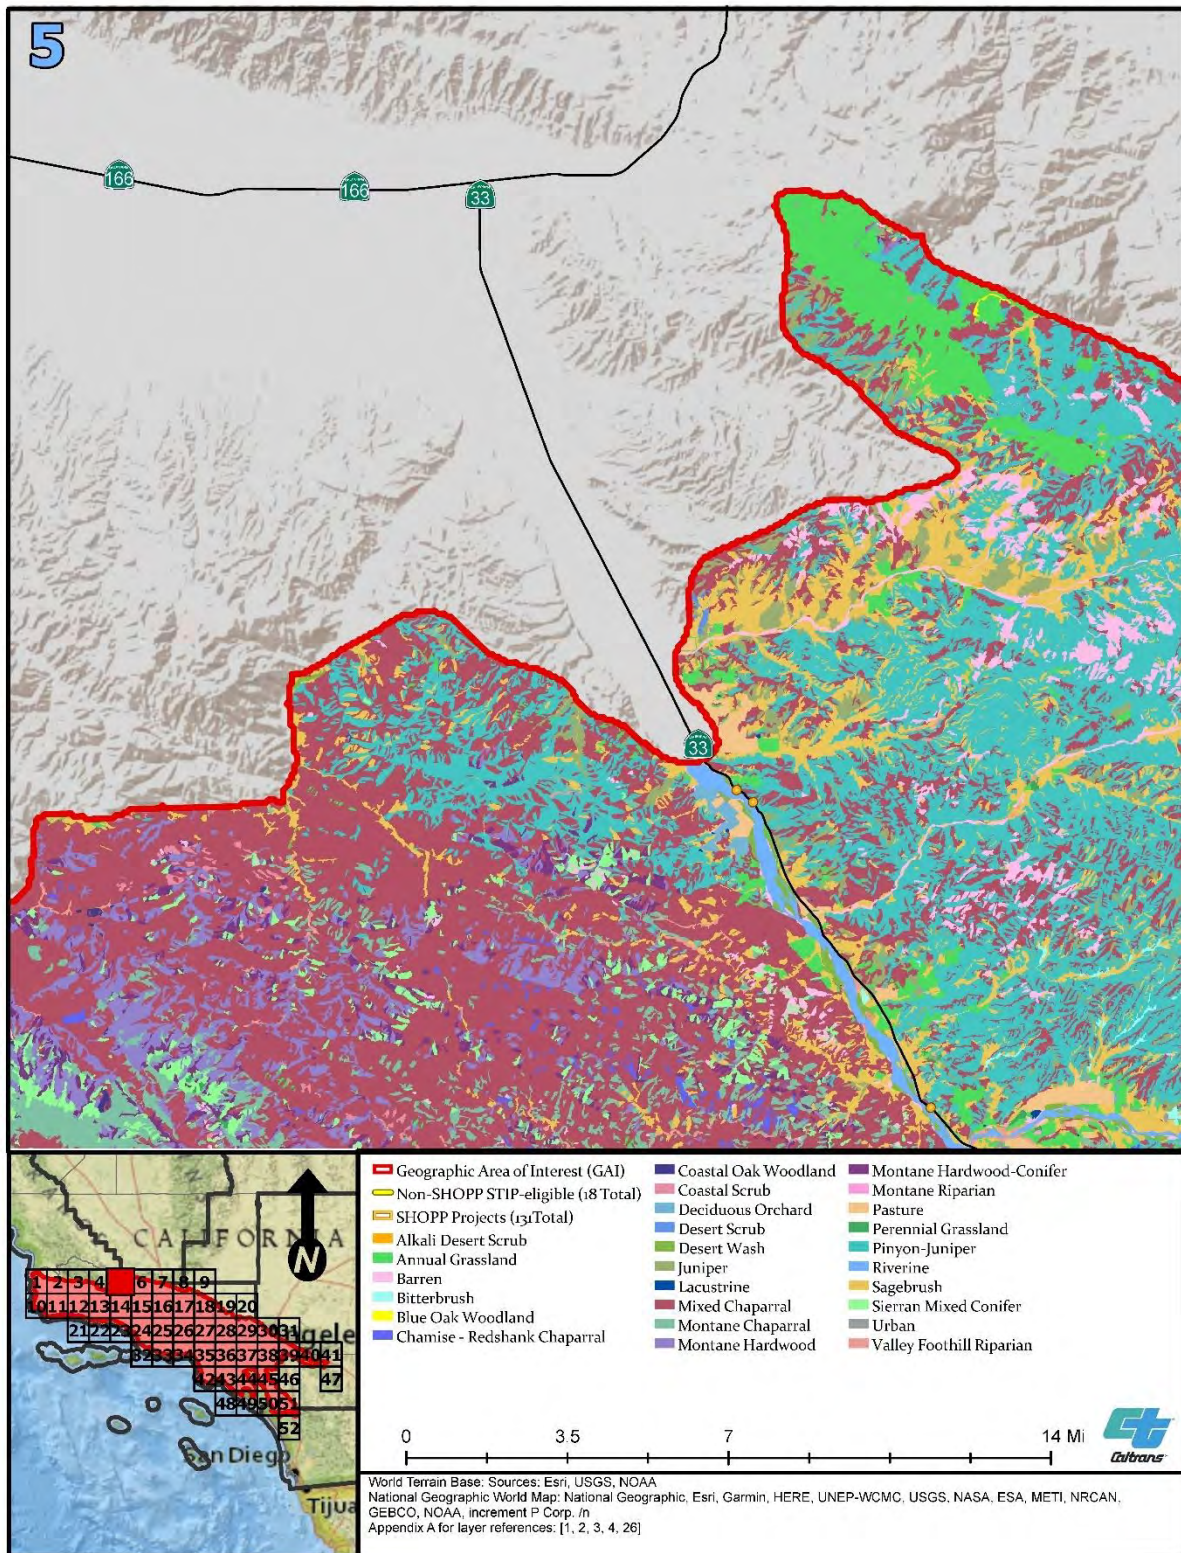 5
166
166
33
33
CALIFORNIA
N
1 2 3 4 6 7 8 9
10 11 12 13 14 15 16 17 18 19 20
21 22 23 24 25 26 27 28 29 30 31
32 33 34 35 36 37 38 39 40 41
42 43 44 45 46 47
48 49 50 51
52
San Diego
Geographic Area of Interest (GAI)
Non-SHOPP STIP-eligible (18 Total)
SHOPP Projects (131Total)
Alkali Desert Scrub
Annual Grassland
Barren
Bitterbrush
Blue Oak Woodland
Chamise - Redshank Chaparral
Coastal Oak Woodland
Coastal Scrub
Deciduous Orchard
Desert Scrub
Desert Wash
Juniper
Lacustrine
Mixed Chaparral
Montane Chaparral
Montane Hardwood
Montane Hardwood-Conifer
Montane Riparian
Pasture
Perennial Grassland
Pinyon-Juniper
Riverine
Sagebrush
Sierran Mixed Conifer
Urban
Valley Foothill Riparian
0 3.5 7 14 Mi
Caltrans
World Terrain Base: Sources: Esri, USGS, NOAA
National Geographic World Map: National Geographic, Esri, Garmin, HERE, UNEP-WCMC, USGS, NASA, ESA, METI, NRCAN,
GEBCO, NOAA, increment P Corp. /n
Appendix A for layer references: [1, 2, 3, 4, 26]